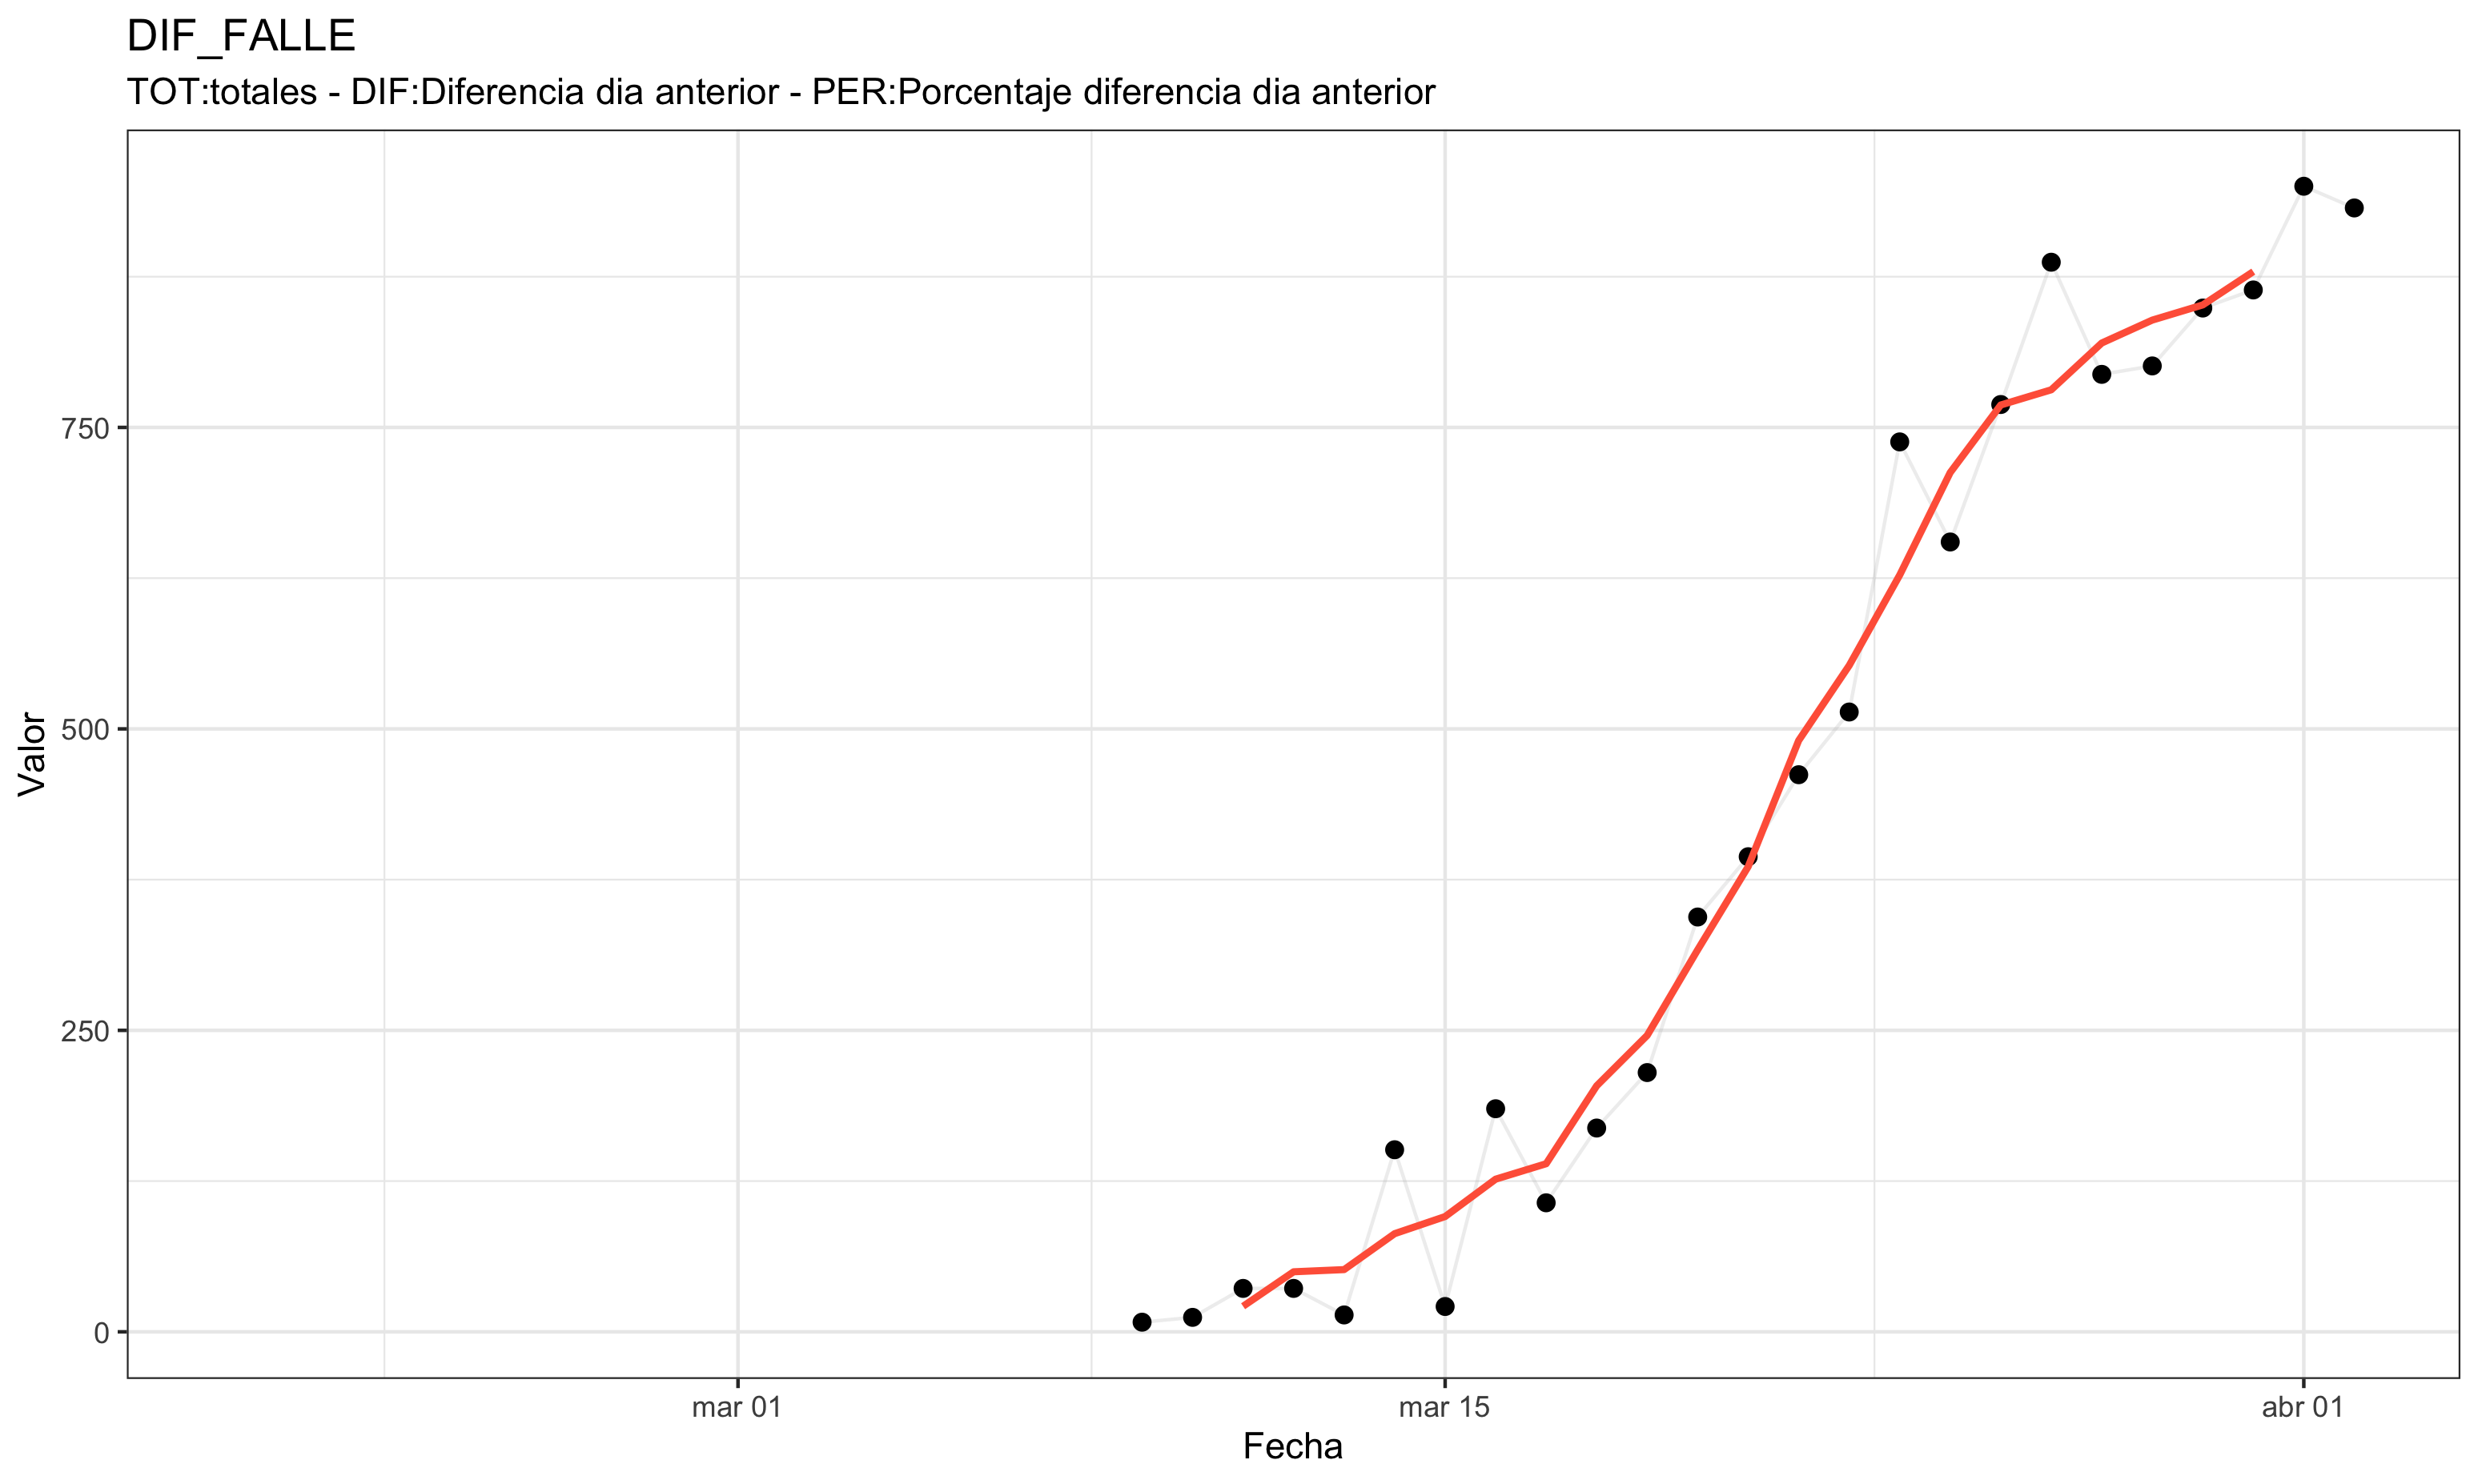 DIF_FALLE
TOT:totales - DIF:Diferencia dia anterior - PER:Porcentaje diferencia dia anterior
Valor
750
500
250
0
mar 01
mar 15
abr 01
Fecha